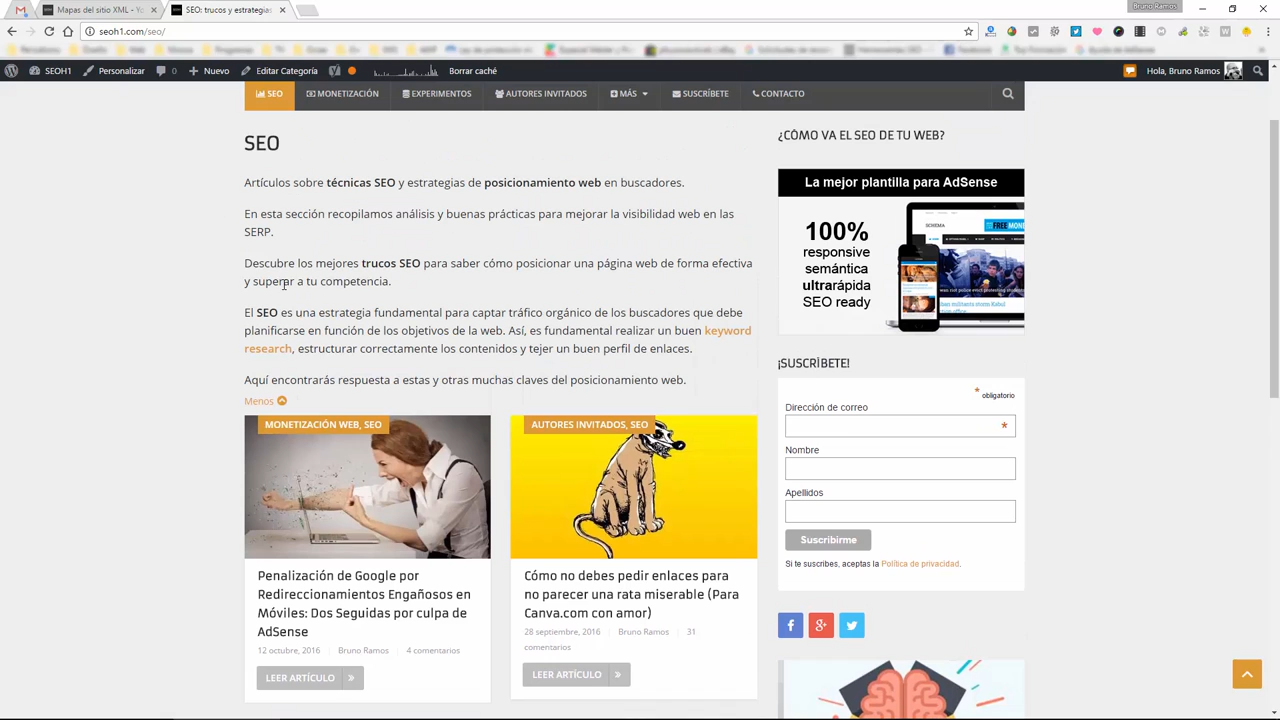 Mapas del sitio XML - Yo
SEO: trucos y estrategias
Bruno Ramos
seoh1.com/seo/
SEOH1
Personalizar
0
Nuevo
Editar Categoría
Borrar caché
Hola, Bruno Ramos
SEO
MONETIZACIÓN
EXPERIMENTOS
AUTORES INVITADOS
MÁS
SUSCRÍBETE
CONTACTO
SEO
Artículos sobre técnicas SEO y estrategias de posicionamiento web en buscadores.
En esta sección recopilamos análisis y buenas prácticas para mejorar la visibilidad web en las
SERP.
Descubre los mejores trucos SEO para saber cómo posicionar una página web de forma efectiva
y superar a tu competencia.
El SEO es una estrategia fundamental para captar tráfico orgánico de los buscadores que debe
planificarse en función de los objetivos de la web. Así, es fundamental realizar un buen keyword
research, estructurar correctamente los contenidos y tejer un buen perfil de enlaces.
Aquí encontrarás respuesta a estas y otras muchas claves del posicionamiento web.
Menos
MONETIZACIÓN WEB, SEO
Penalización de Google por
Redireccionamientos Engañosos en
Móviles: Dos Seguidas por culpa de
AdSense
12 octubre, 2016 Bruno Ramos 4 comentarios
LEER ARTÍCULO »
AUTORES INVITADOS, SEO
Cómo no debes pedir enlaces para
no parecer una rata miserable (Para
Canva.com con amor)
28 septiembre, 2016 Bruno Ramos 31
comentarios
LEER ARTÍCULO »
¿CÓMO VA EL SEO DE TU WEB?
La mejor plantilla para AdSense
100%
responsive
semántica
ultrarápida
SEO ready
¡SUSCRÍBETE!
* obligatorio
Dirección de correo
*
Nombre
Apellidos
Suscribirme
Si te suscribes, aceptas la Política de privacidad.